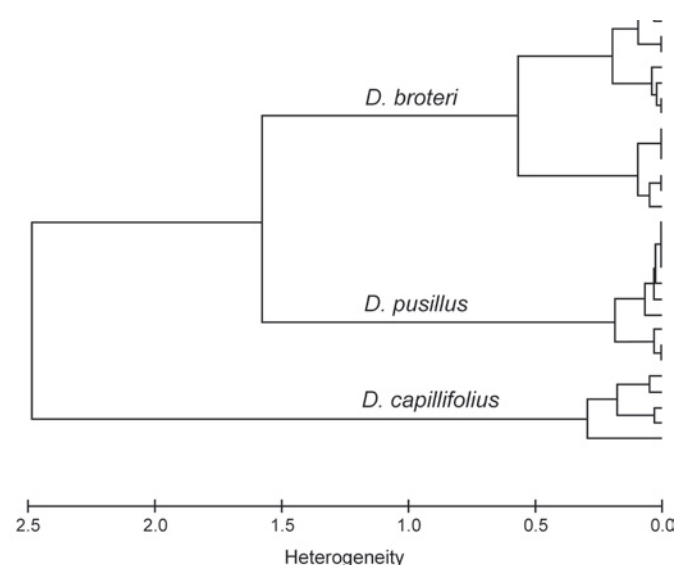 D. broteri
D. pusillus
D. capillifolius
2.5 2.0 1.5 1.0 0.5 0.0
Heterogeneity